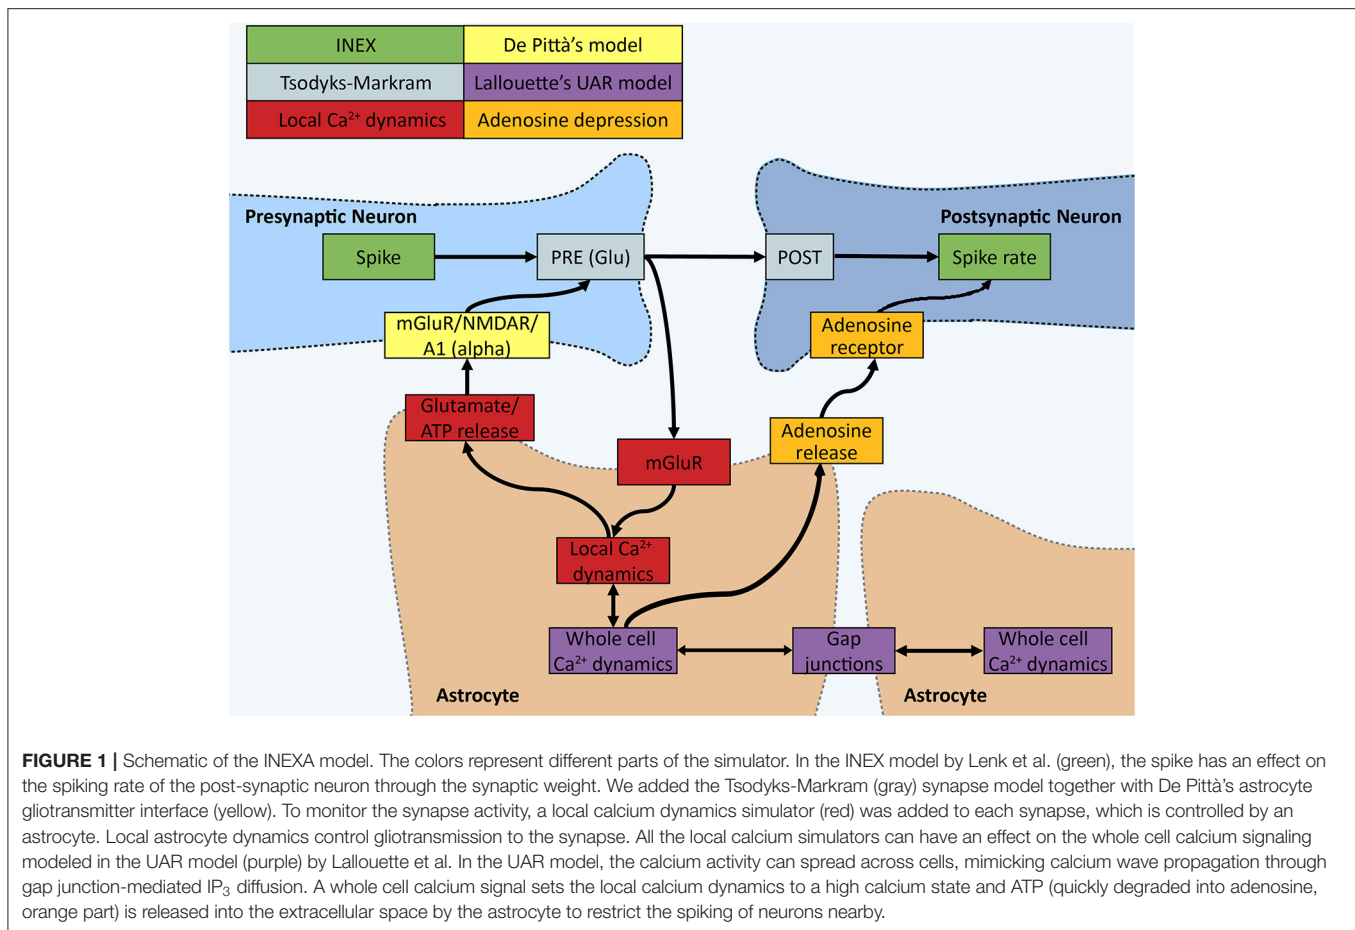 INEX De Pittà's model
Tsodyks-Markram Lallouette's UAR model
Local Ca²⁺ dynamics Adenosine depression
Presynaptic Neuron
Postsynaptic Neuron
Spike
PRE (Glu)
POST
Spike rate
mGluR/NMDAR/
A1 (alpha)
Adenosine
receptor
Glutamate/
ATP release
Adenosine
release
mGluR
Local Ca²⁺
dynamics
Whole cell
Ca²⁺ dynamics
Gap
junctions
Whole cell
Ca²⁺ dynamics
Astrocyte
Astrocyte
FIGURE 1 | Schematic of the INEXA model. The colors represent different parts of the simulator. In the INEX model by Lenk et al. (green), the spike has an effect on
the spiking rate of the post-synaptic neuron through the synaptic weight. We added the Tsodyks-Markram (gray) synapse model together with De Pittà's astrocyte
gliotransmitter interface (yellow). To monitor the synapse activity, a local calcium dynamics simulator (red) was added to each synapse, which is controlled by an
astrocyte. Local astrocyte dynamics control gliotransmission to the synapse. All the local calcium simulators can have an effect on the whole cell calcium signaling
modeled in the UAR model (purple) by Lallouette et al. In the UAR model, the calcium activity can spread across cells, mimicking calcium wave propagation through
gap junction-mediated IP₃ diffusion. A whole cell calcium signal sets the local calcium dynamics to a high calcium state and ATP (quickly degraded into adenosine,
orange part) is released into the extracellular space by the astrocyte to restrict the spiking of neurons nearby.